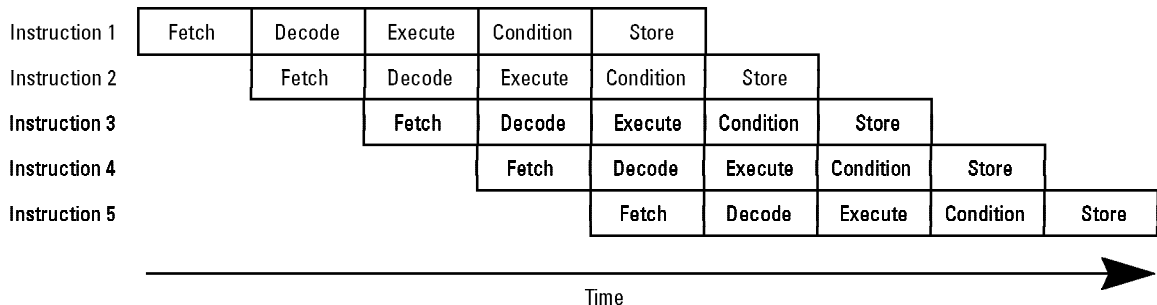 Instruction 1 Fetch Decode Execute Condition Store
Instruction 2 Fetch Decode Execute Condition Store
Instruction 3 Fetch Decode Execute Condition Store
Instruction 4 Fetch Decode Execute Condition Store
Instruction 5 Fetch Decode Execute Condition Store
Time